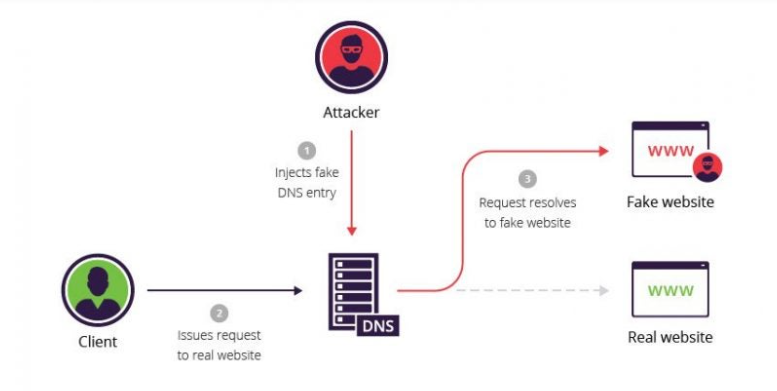 Attacker
1
Injects fake
DNS entry
www
3
Request resolves
to fake website
Fake website
DNS
www
Client
2
Issues request
to real website
Real website